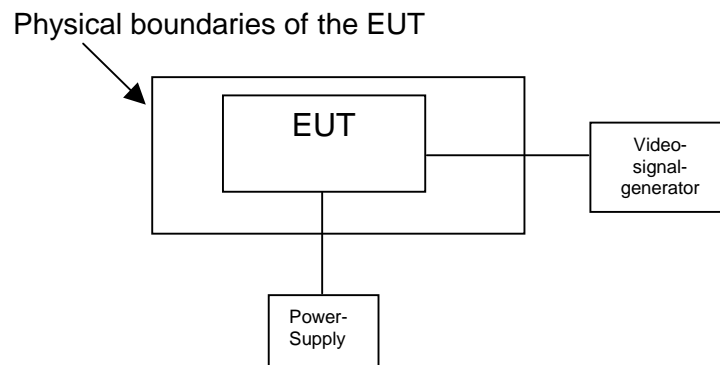 Physical boundaries of the EUT
EUT
Video-
signal-
generator
Power-
Supply